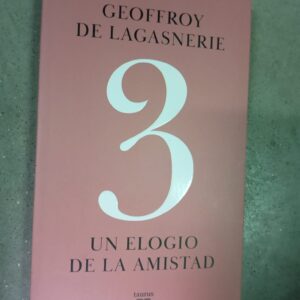 GEOFFROY
DE LAGASNERIE
3
UN ELOGIO
DE LA AMISTAD
taurus